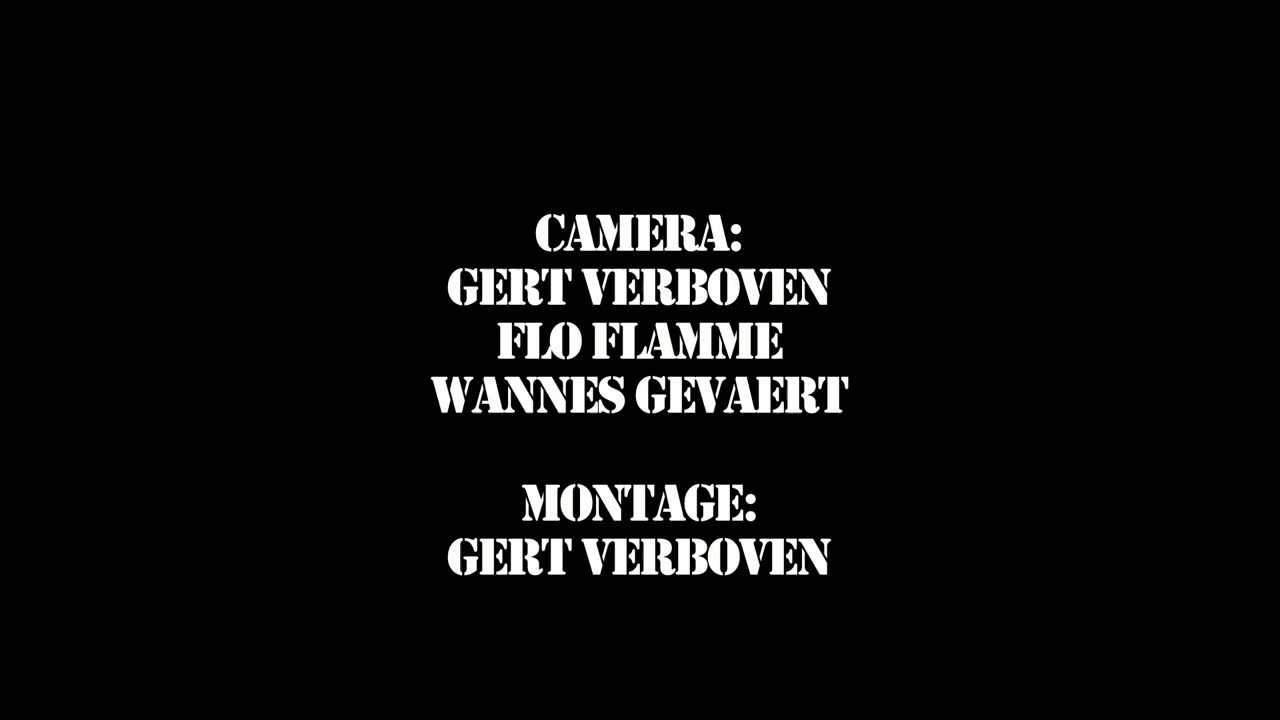 CAMERA:
GERT VERBOVEN
FLO FLAMME
WANNES GEVAERT
MONTAGE:
GERT VERBOVEN